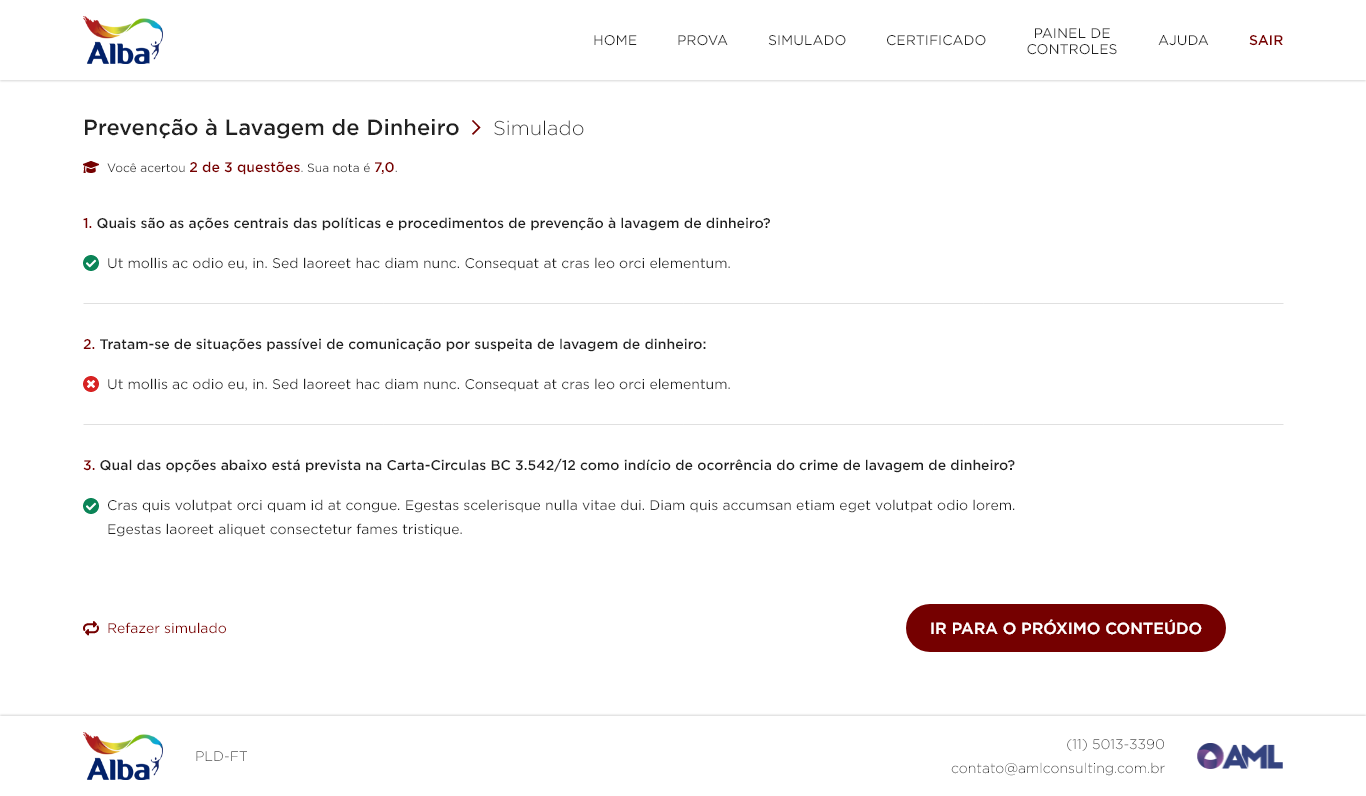 Alba
HOME
PROVA
SIMULADO
CERTIFICADO
PAINEL DE
CONTROLES
AJUDA
SAIR
Prevenção à Lavagem de Dinheiro
Simulado
Você acertou 2 de 3 questões. Sua nota é 7,0.
1. Quais são as ações centrais das políticas e procedimentos de prevenção à lavagem de dinheiro?
Ut mollis ac odio eu, in. Sed laoreet hac diam nunc. Consequat at cras leo orci elementum.
2. Tratam-se de situações passível de comunicação por suspeita de lavagem de dinheiro:
Ut mollis ac odio eu, in. Sed laoreet hac diam nunc. Consequat at cras leo orci elementum.
3. Qual das opções abaixo está prevista na Carta-Circulas BC 3.542/12 como indício de ocorrência do crime de lavagem de dinheiro?
Cras quis volutpat orci quam id at congue. Egestas scelerisque nulla vitae dui. Diam quis accumsan etiam eget volutpat odio lorem.
Egestas laoreet aliquet consectetur fames tristique.
Refazer simulado
IR PARA O PRÓXIMO CONTEÚDO
Alba
PLD-FT
(11) 5013-3390
contato@amlconsulting.com.br
AML